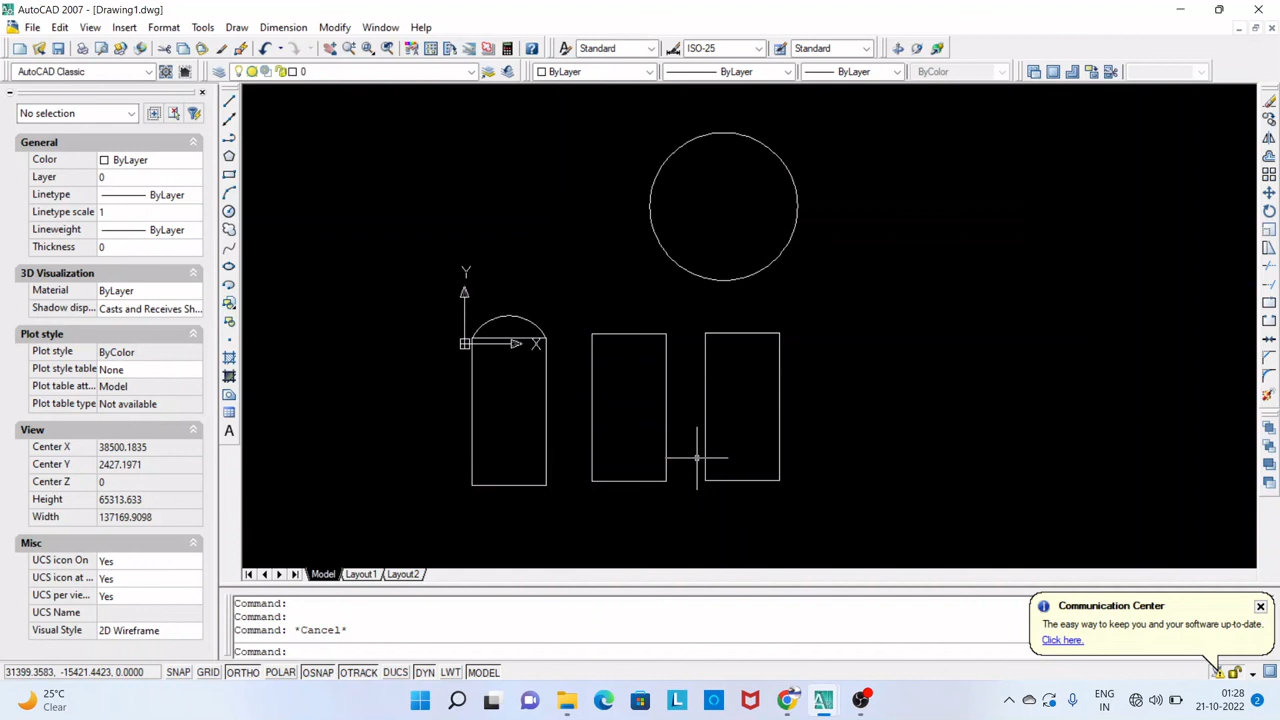 AutoCAD 2007 - [Drawing1.dwg]
File Edit View Insert Format Tools Draw Dimension Modify Express Window Help
Standard ISO-25 Standard
AutoCAD Classic 0 ByLayer ByLayer ByLayer ByColor
No selection
General
Color ByLayer
Layer 0
Linetype ByLayer
Linetype scale 1
Lineweight ByLayer
Thickness 0
3D Visualization
Material ByLayer
Shadow disp... Casts and Receives Sh...
Plot style
Plot style ByColor
Plot style table None
Plot table att... Model
Plot table type Not available
View
Center X 38500.1835
Center Y 2427.1971
Center Z 0
Height 65313.633
Width 137169.9098
Misc
UCS icon On Yes
UCS icon at ... Yes
UCS per vie... Yes
UCS Name
Visual Style 2D Wireframe
Y
X
A
Model Layout1 Layout2
Command:
Command:
Command: *Cancel*
Command:
Communication Center
The easy way to keep you and your software up-to-date.
Click here.
31399.3583, -15421.4423, 0.0000 SNAP GRID ORTHO POLAR OSNAP OTRACK DUCS DYN LWT MODEL
25°C
Clear
ENG
IN
01:28
21-10-2022
2